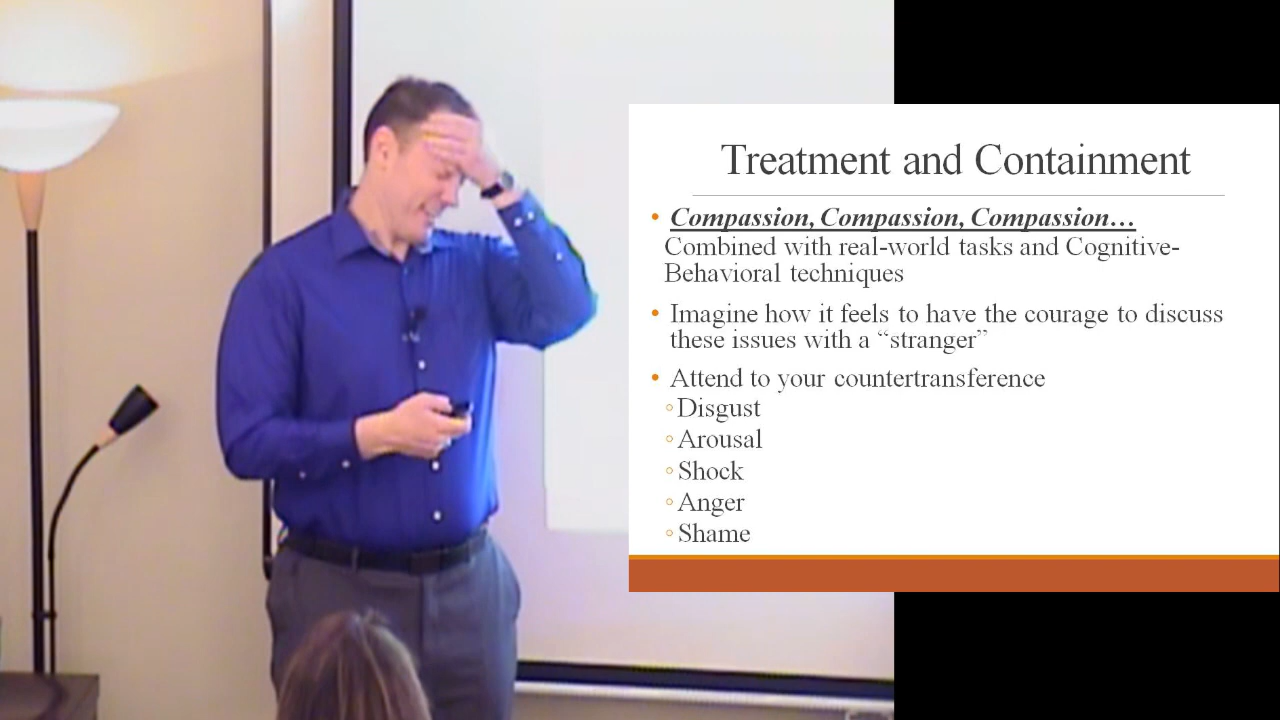 Treatment and Containment
• Compassion, Compassion, Compassion…
Combined with real-world tasks and Cognitive-
Behavioral techniques
• Imagine how it feels to have the courage to discuss
these issues with a “stranger”
• Attend to your countertransference
◦Disgust
◦Arousal
◦Shock
◦Anger
◦Shame